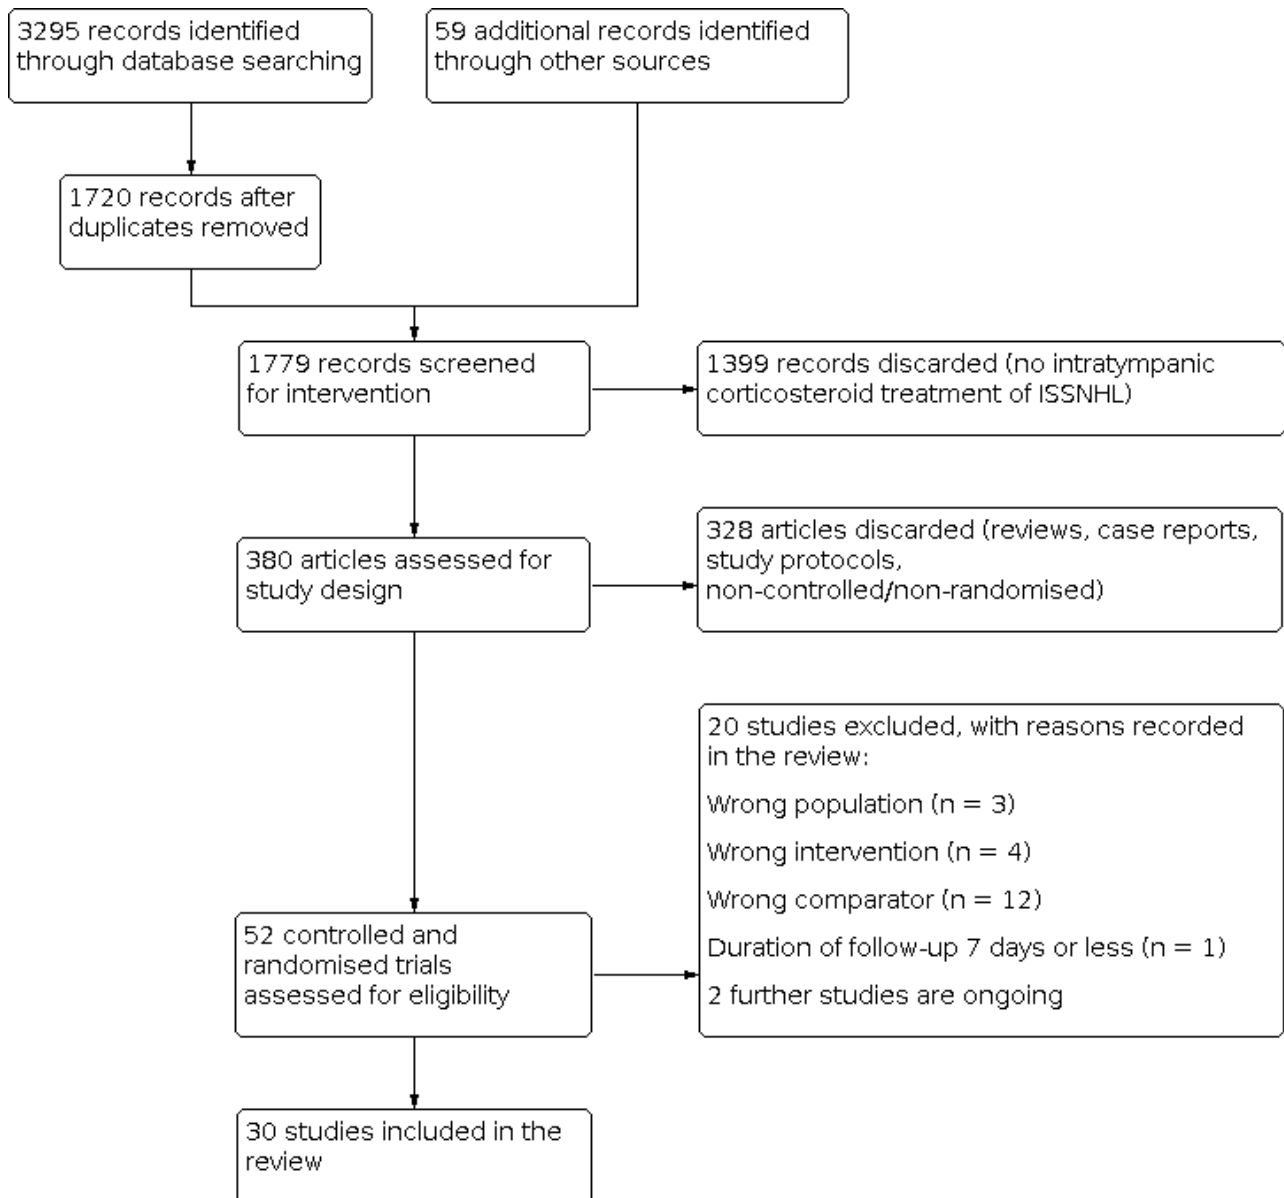 3295 records identified
through database searching
59 additional records identified
through other sources
1720 records after
duplicates removed
1779 records screened
for intervention
1399 records discarded (no intratympanic
corticosteroid treatment of ISSNHL)
380 articles assessed for
study design
328 articles discarded (reviews, case reports,
study protocols,
non-controlled/non-randomised)
20 studies excluded, with reasons recorded
in the review:
Wrong population (n = 3)
Wrong intervention (n = 4)
Wrong comparator (n = 12)
Duration of follow-up 7 days or less (n = 1)
2 further studies are ongoing
52 controlled and
randomised trials
assessed for eligibility
30 studies included in the
review